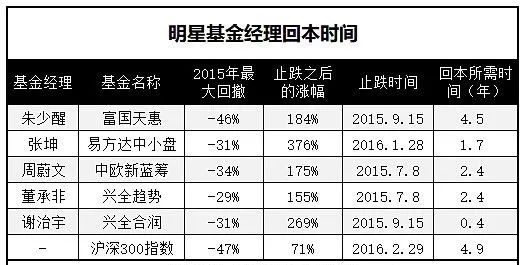 明星基金经理回本时间
基金经理 基金名称 2015年最大回撤 止跌之后的涨幅 止跌时间 回本所需时间（年）
朱少醒 富国天惠 -46% 184% 2015.9.15 4.5
张坤 易方达中小盘 -31% 376% 2016.1.28 1.7
周蔚文 中欧新蓝筹 -34% 175% 2015.7.8 2.4
董承非 兴全趋势 -29% 155% 2015.7.8 2.4
谢治宇 兴全合润 -31% 269% 2015.9.15 0.4
- 沪深300指数 -47% 71% 2016.2.29 4.9